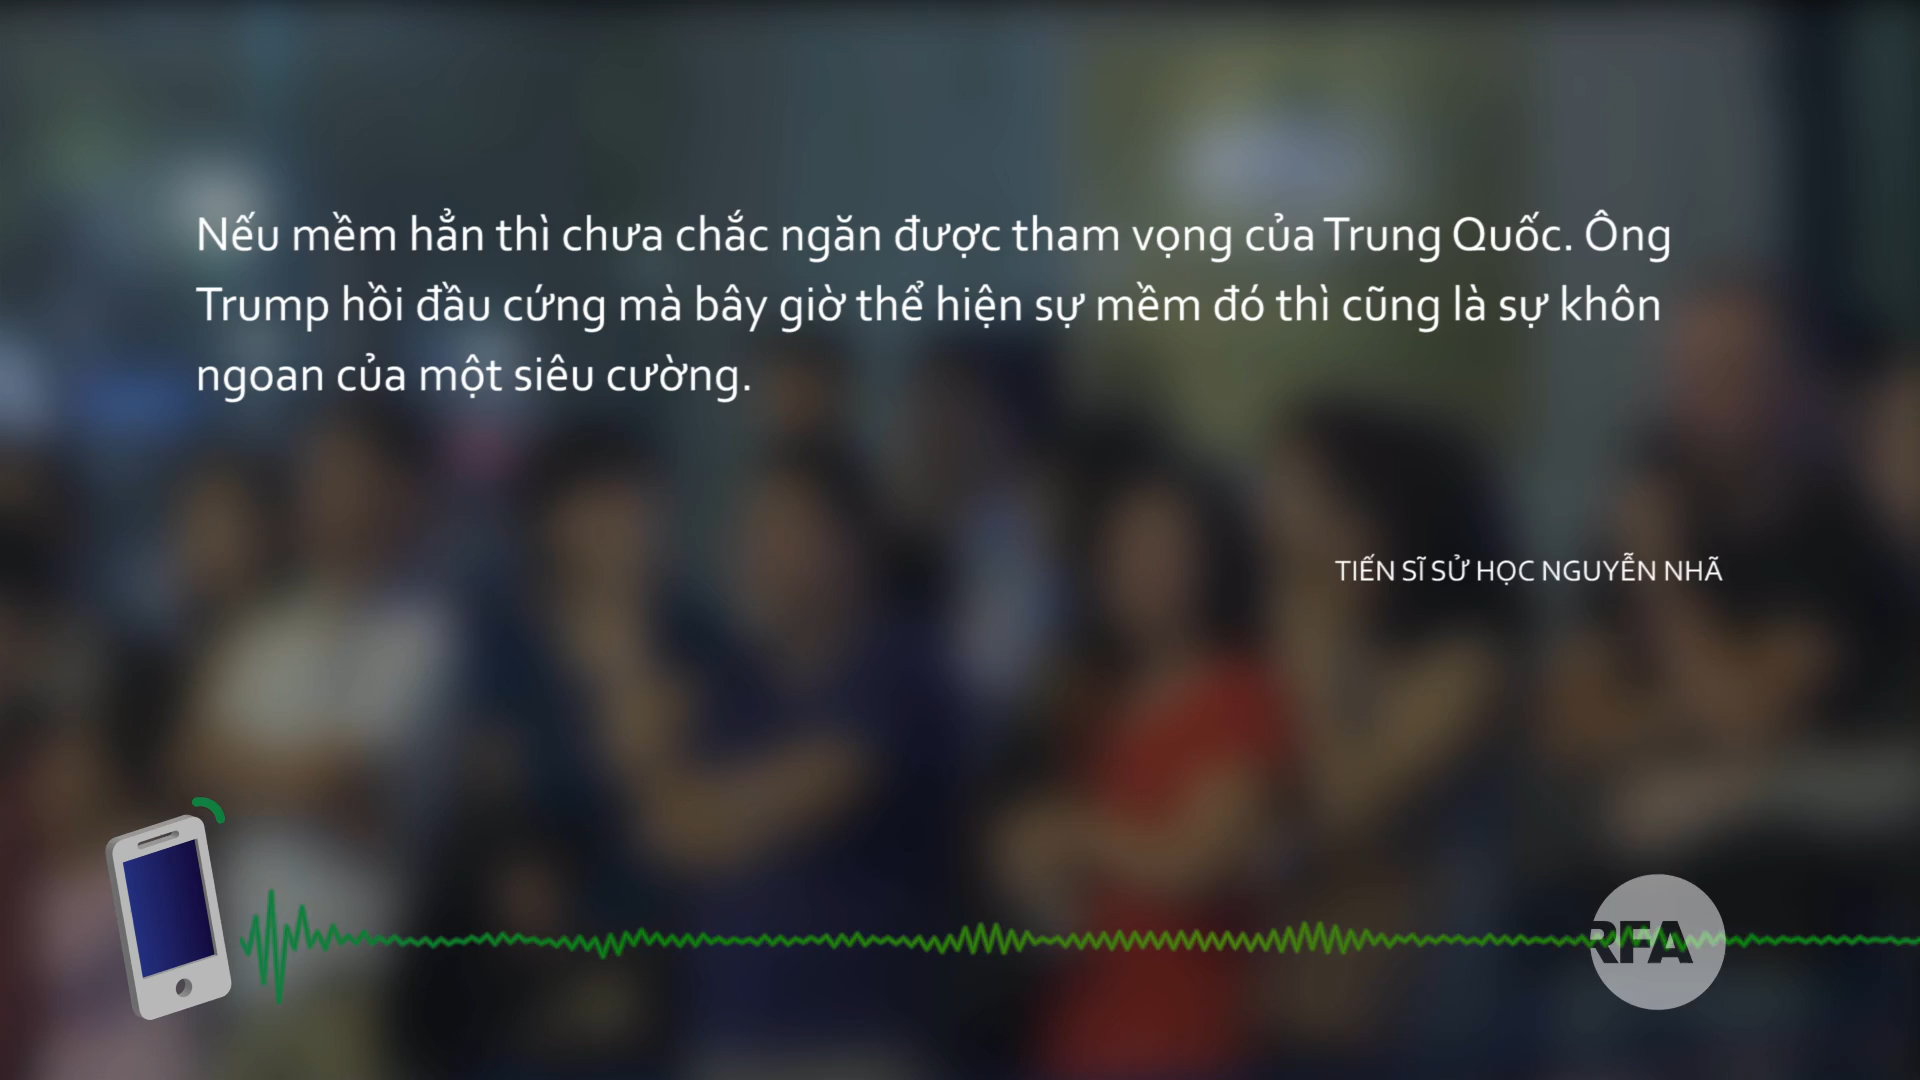 Nếu mềm hẳn thì chưa chắc ngăn được tham vọng của Trung Quốc. Ông
Trump hồi đầu cứng mà bây giờ thể hiện sự mềm đó thì cũng là sự khôn
ngoan của một siêu cường.
TIẾN SĨ SỬ HỌC NGUYỄN NHÃ
RFA